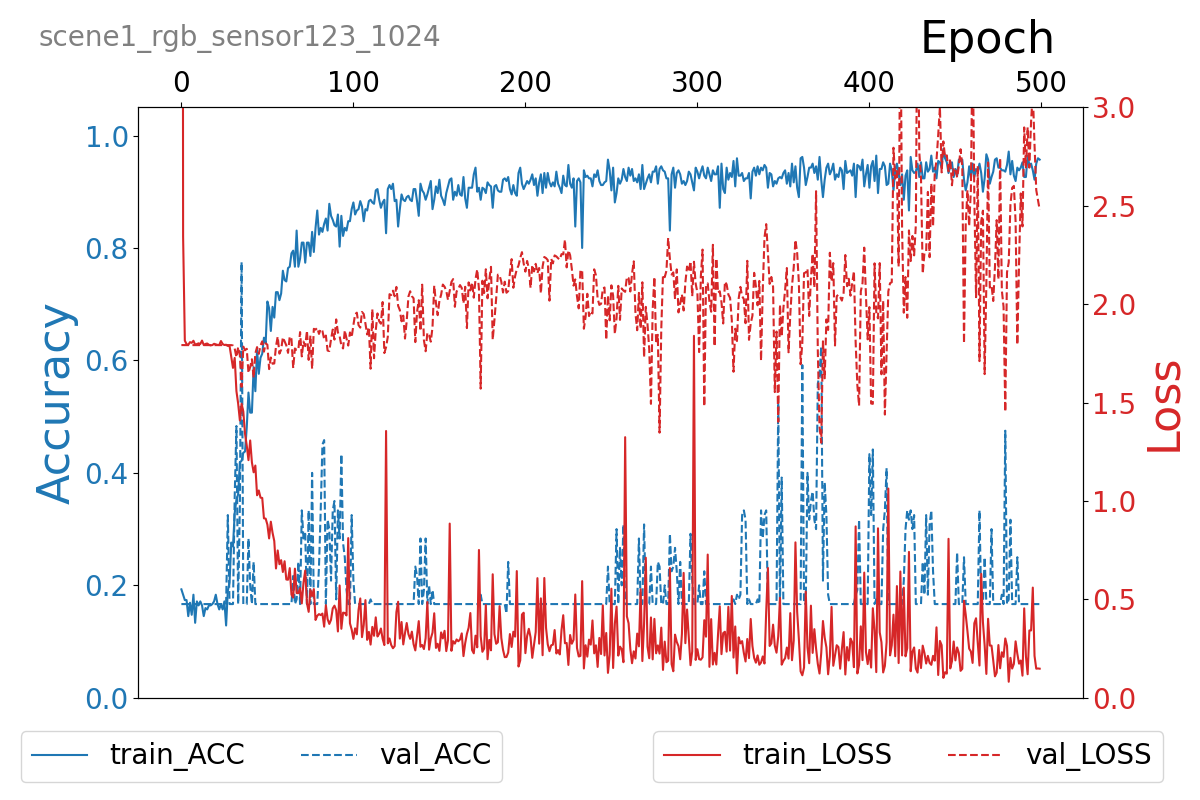 scene1_rgb_sensor123_1024
Epoch
0 100 200 300 400 500
1.0
0.8
0.6
0.4
0.2
0.0
Accuracy
3.0
2.5
2.0
1.5
1.0
0.5
0.0
Loss
train_ACC val_ACC
train_LOSS val_LOSS